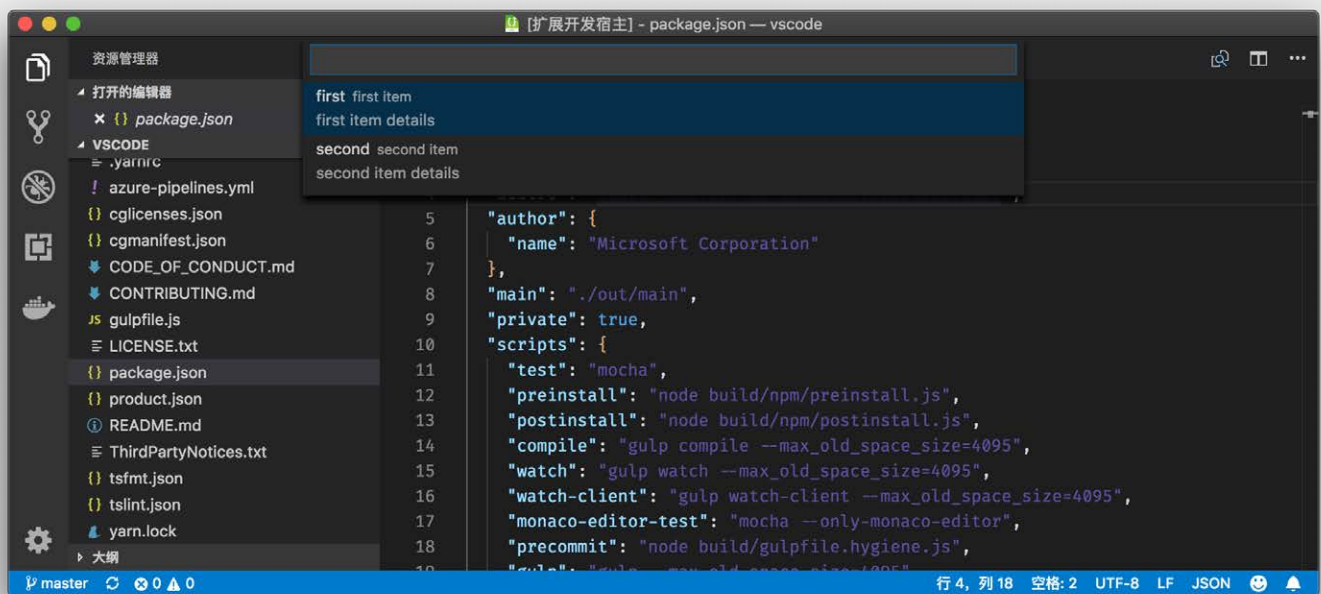 [扩展开发宿主] - package.json — vscode
资源管理器
打开的编辑器
{} package.json
VSCODE
.yarnrc
! azure-pipelines.yml
{} cglicenses.json
{} cgmanifest.json
CODE_OF_CONDUCT.md
CONTRIBUTING.md
JS gulpfile.js
LICENSE.txt
{} package.json
{} product.json
README.md
ThirdPartyNotices.txt
{} tsfmt.json
{} tslint.json
yarn.lock
大纲
first first item
first item details
second second item
second item details
5 "author": {
6 "name": "Microsoft Corporation"
7 },
8 "main": "./out/main",
9 "private": true,
10 "scripts": {
11 "test": "mocha",
12 "preinstall": "node build/npm/preinstall.js",
13 "postinstall": "node build/npm/postinstall.js",
14 "compile": "gulp compile --max_old_space_size=4095",
15 "watch": "gulp watch --max_old_space_size=4095",
16 "watch-client": "gulp watch-client --max_old_space_size=4095",
17 "monaco-editor-test": "mocha --only-monaco-editor",
18 "precommit": "node build/gulpfile.hygiene.js",
19 "gulp": "gulp --max_old_space_size=4095"
master 0 0 行 4, 列 18 空格: 2 UTF-8 LF JSON